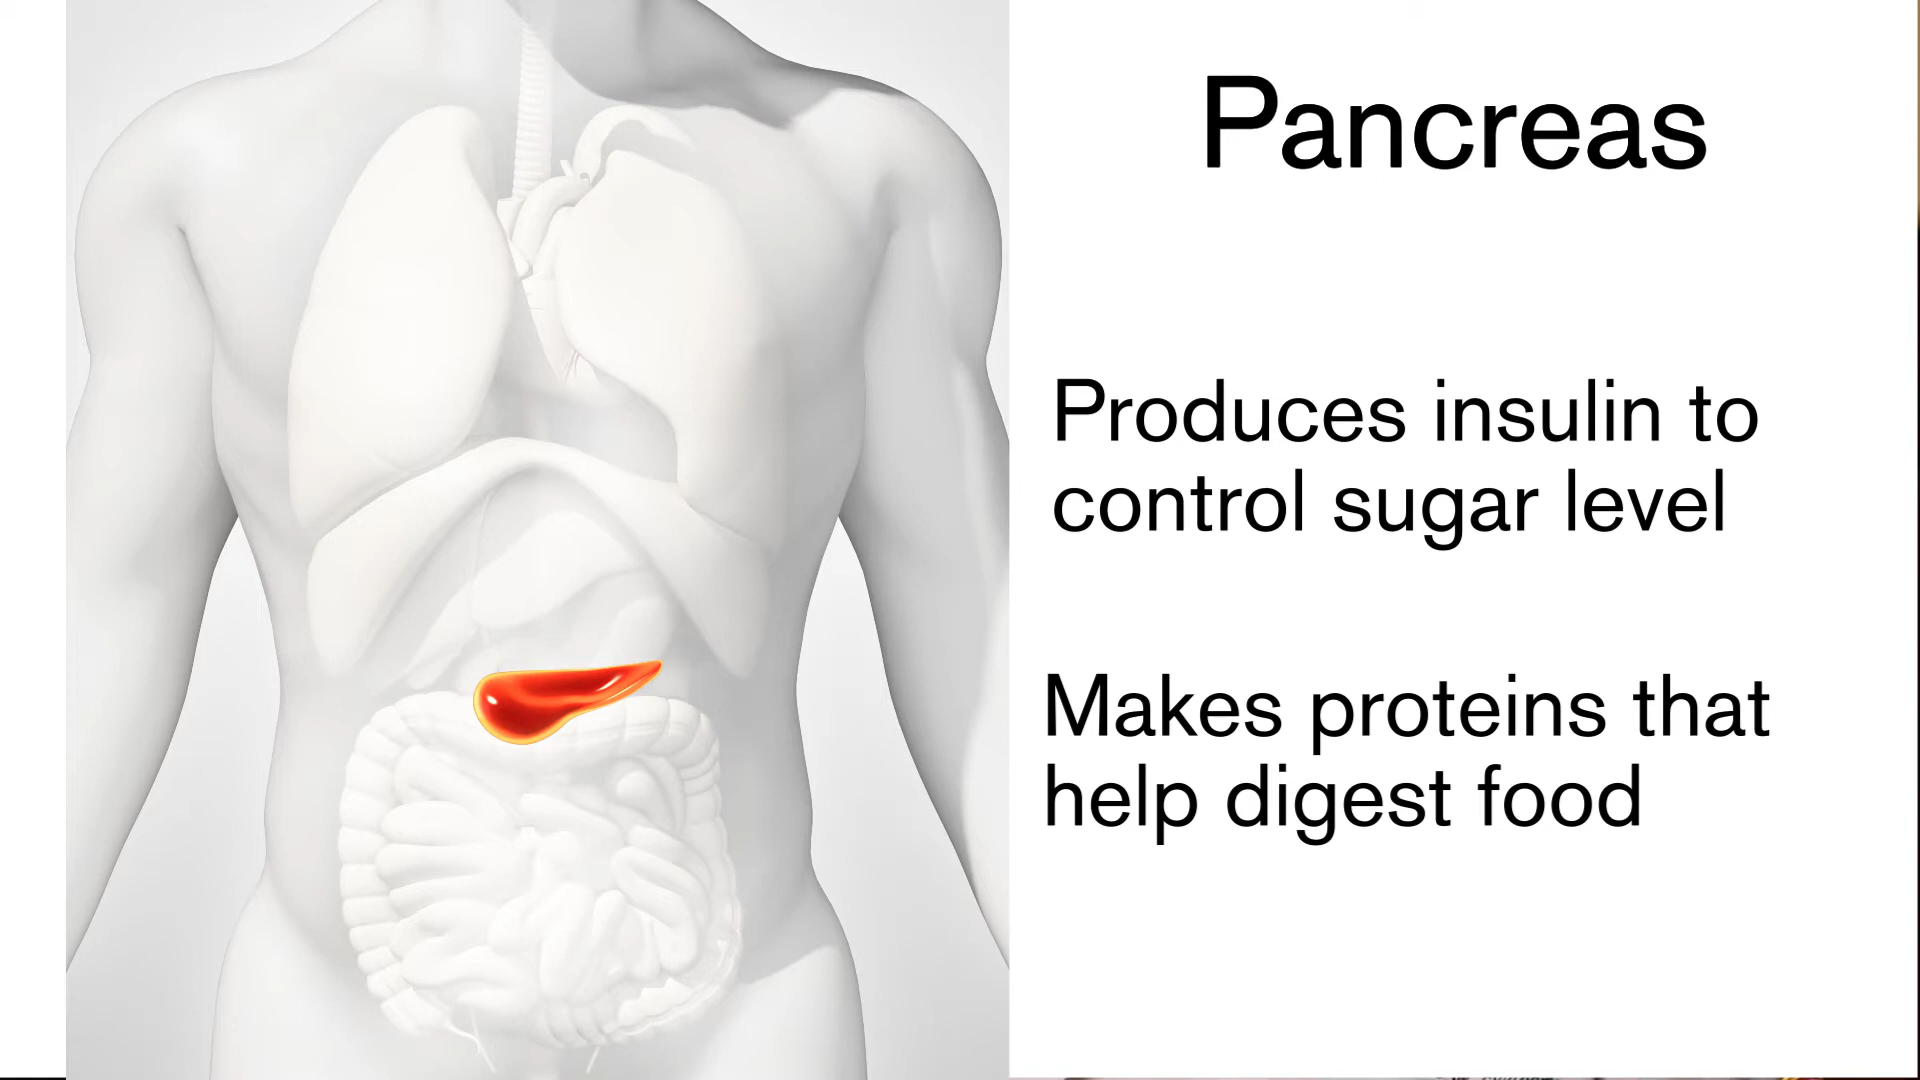 Pancreas
Produces insulin to
control sugar level
Makes proteins that
help digest food